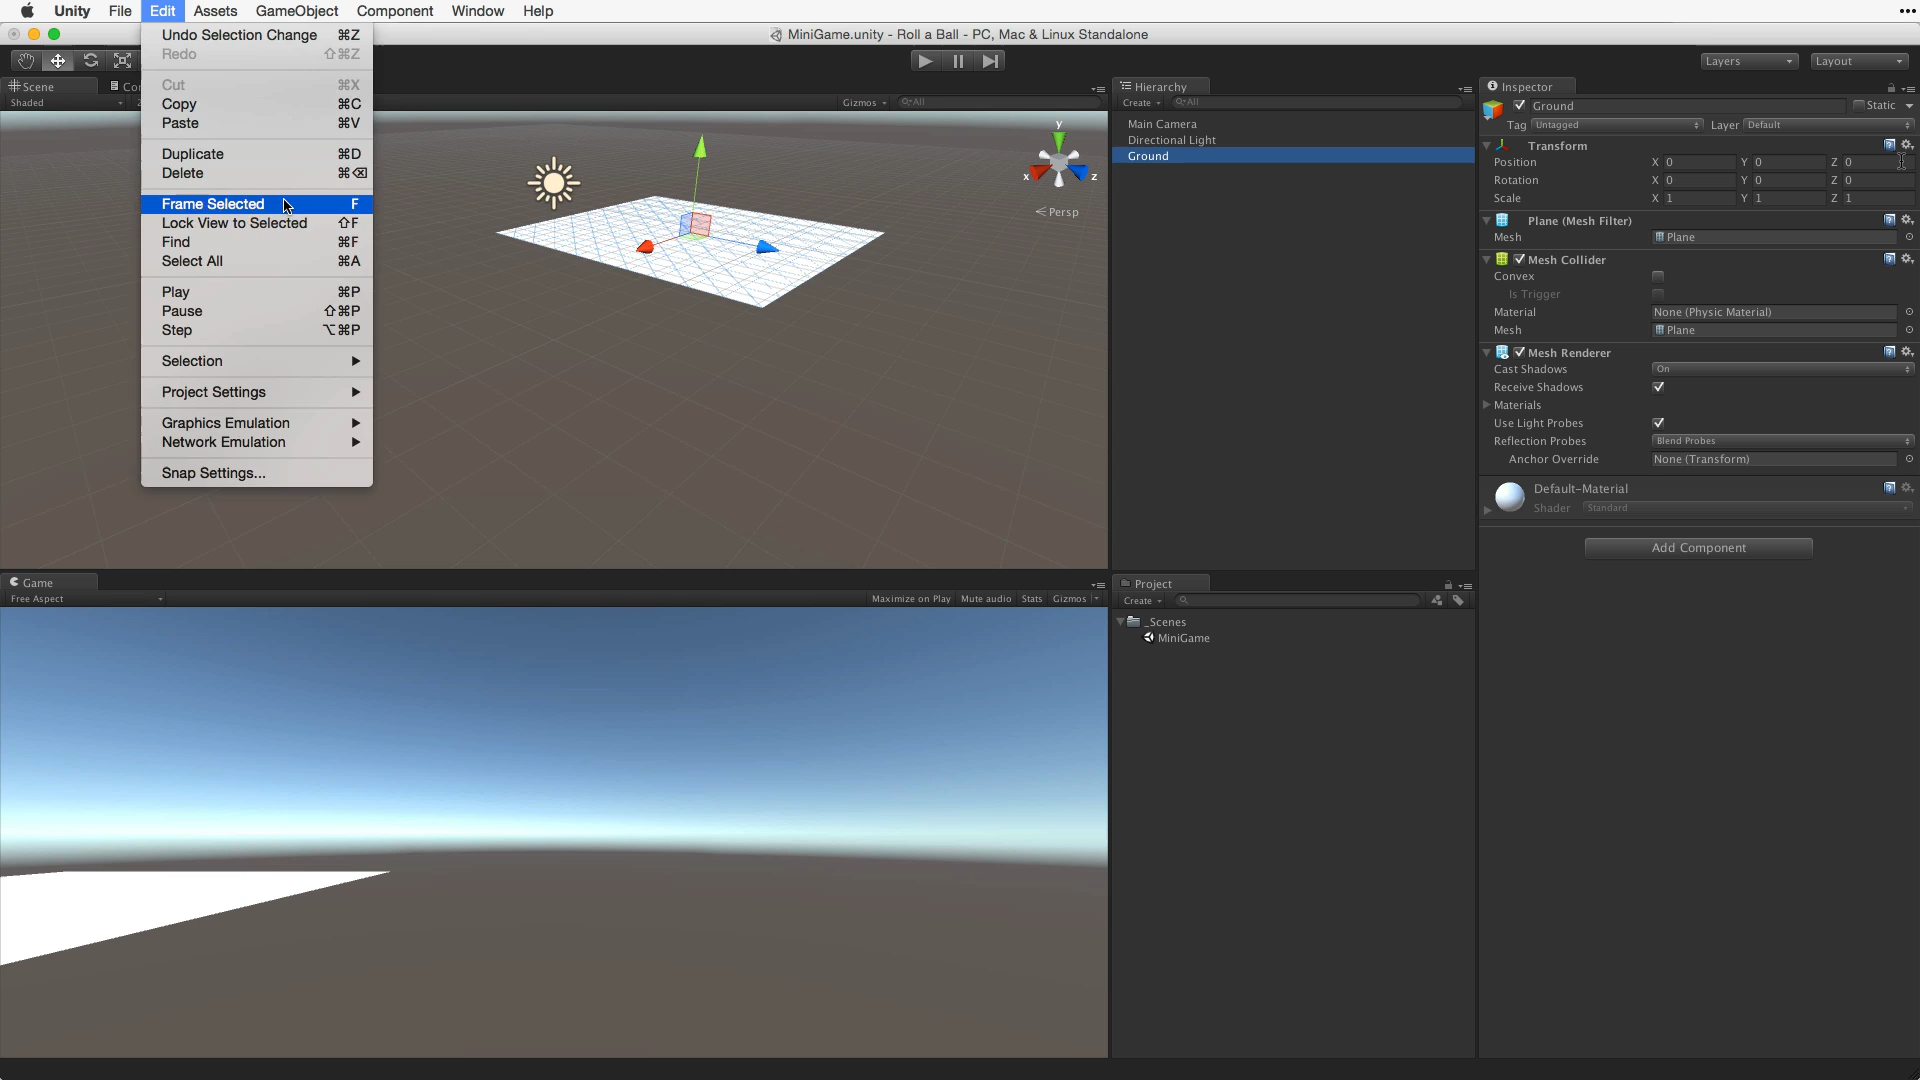 Unity File Edit Assets GameObject Component Window Help
MiniGame.unity - Roll a Ball - PC, Mac & Linux Standalone
Layers Layout
Undo Selection Change ⌘Z
Redo ⇧⌘Z
Cut ⌘X
Copy ⌘C
Paste ⌘V
Duplicate ⌘D
Delete ⌘⌫
Frame Selected F
Lock View to Selected ⇧F
Find ⌘F
Select All ⌘A
Play ⌘P
Pause ⇧⌘P
Step ⌥⌘P
Selection
Project Settings
Graphics Emulation
Network Emulation
Snap Settings...
Scene
Shaded
Gizmos All
y
x z
Persp
Hierarchy
Create All
Main Camera
Directional Light
Ground
Inspector
Ground Static
Tag Untagged Layer Default
Transform
Position X 0 Y 0 Z 0
Rotation X 0 Y 0 Z 0
Scale X 1 Y 1 Z 1
Plane (Mesh Filter)
Mesh Plane
Mesh Collider
Convex
Is Trigger
Material None (Physic Material)
Mesh Plane
Mesh Renderer
Cast Shadows On
Receive Shadows
Materials
Use Light Probes
Reflection Probes Blend Probes
Anchor Override None (Transform)
Default-Material
Shader Standard
Add Component
Game
Free Aspect Maximize on Play Mute audio Stats Gizmos
Project
Create
_Scenes
MiniGame